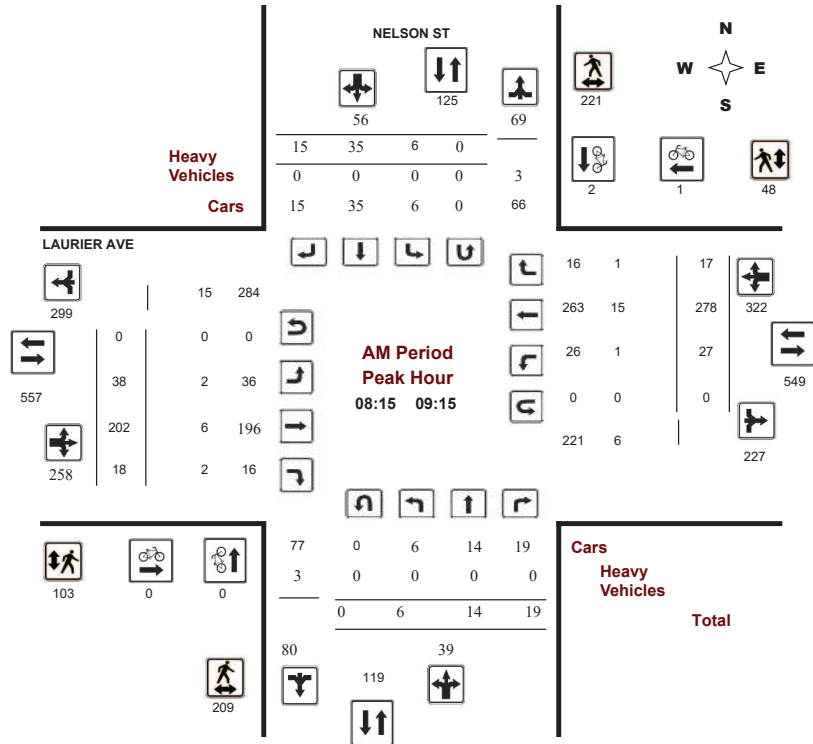 NELSON ST
N
W E
S
125
221
56 69
15 35 6 0
Heavy
Vehicles
0 0 0 0 3
2 1 48
Cars
15 35 6 0 66
LAURIER AVE
16 1 17
299
15 284
263 15 278 322
0 0 0
AM Period
Peak Hour
08:15 09:15
26 1 27
557
38 2 36
549
0 0 0
202 6 196
221 6
227
258
18 2 16
77 0 6 14 19
Cars
3 0 0 0 0
Heavy
Vehicles
103 0 0
0 6 14 19
Total
80 39
119
209